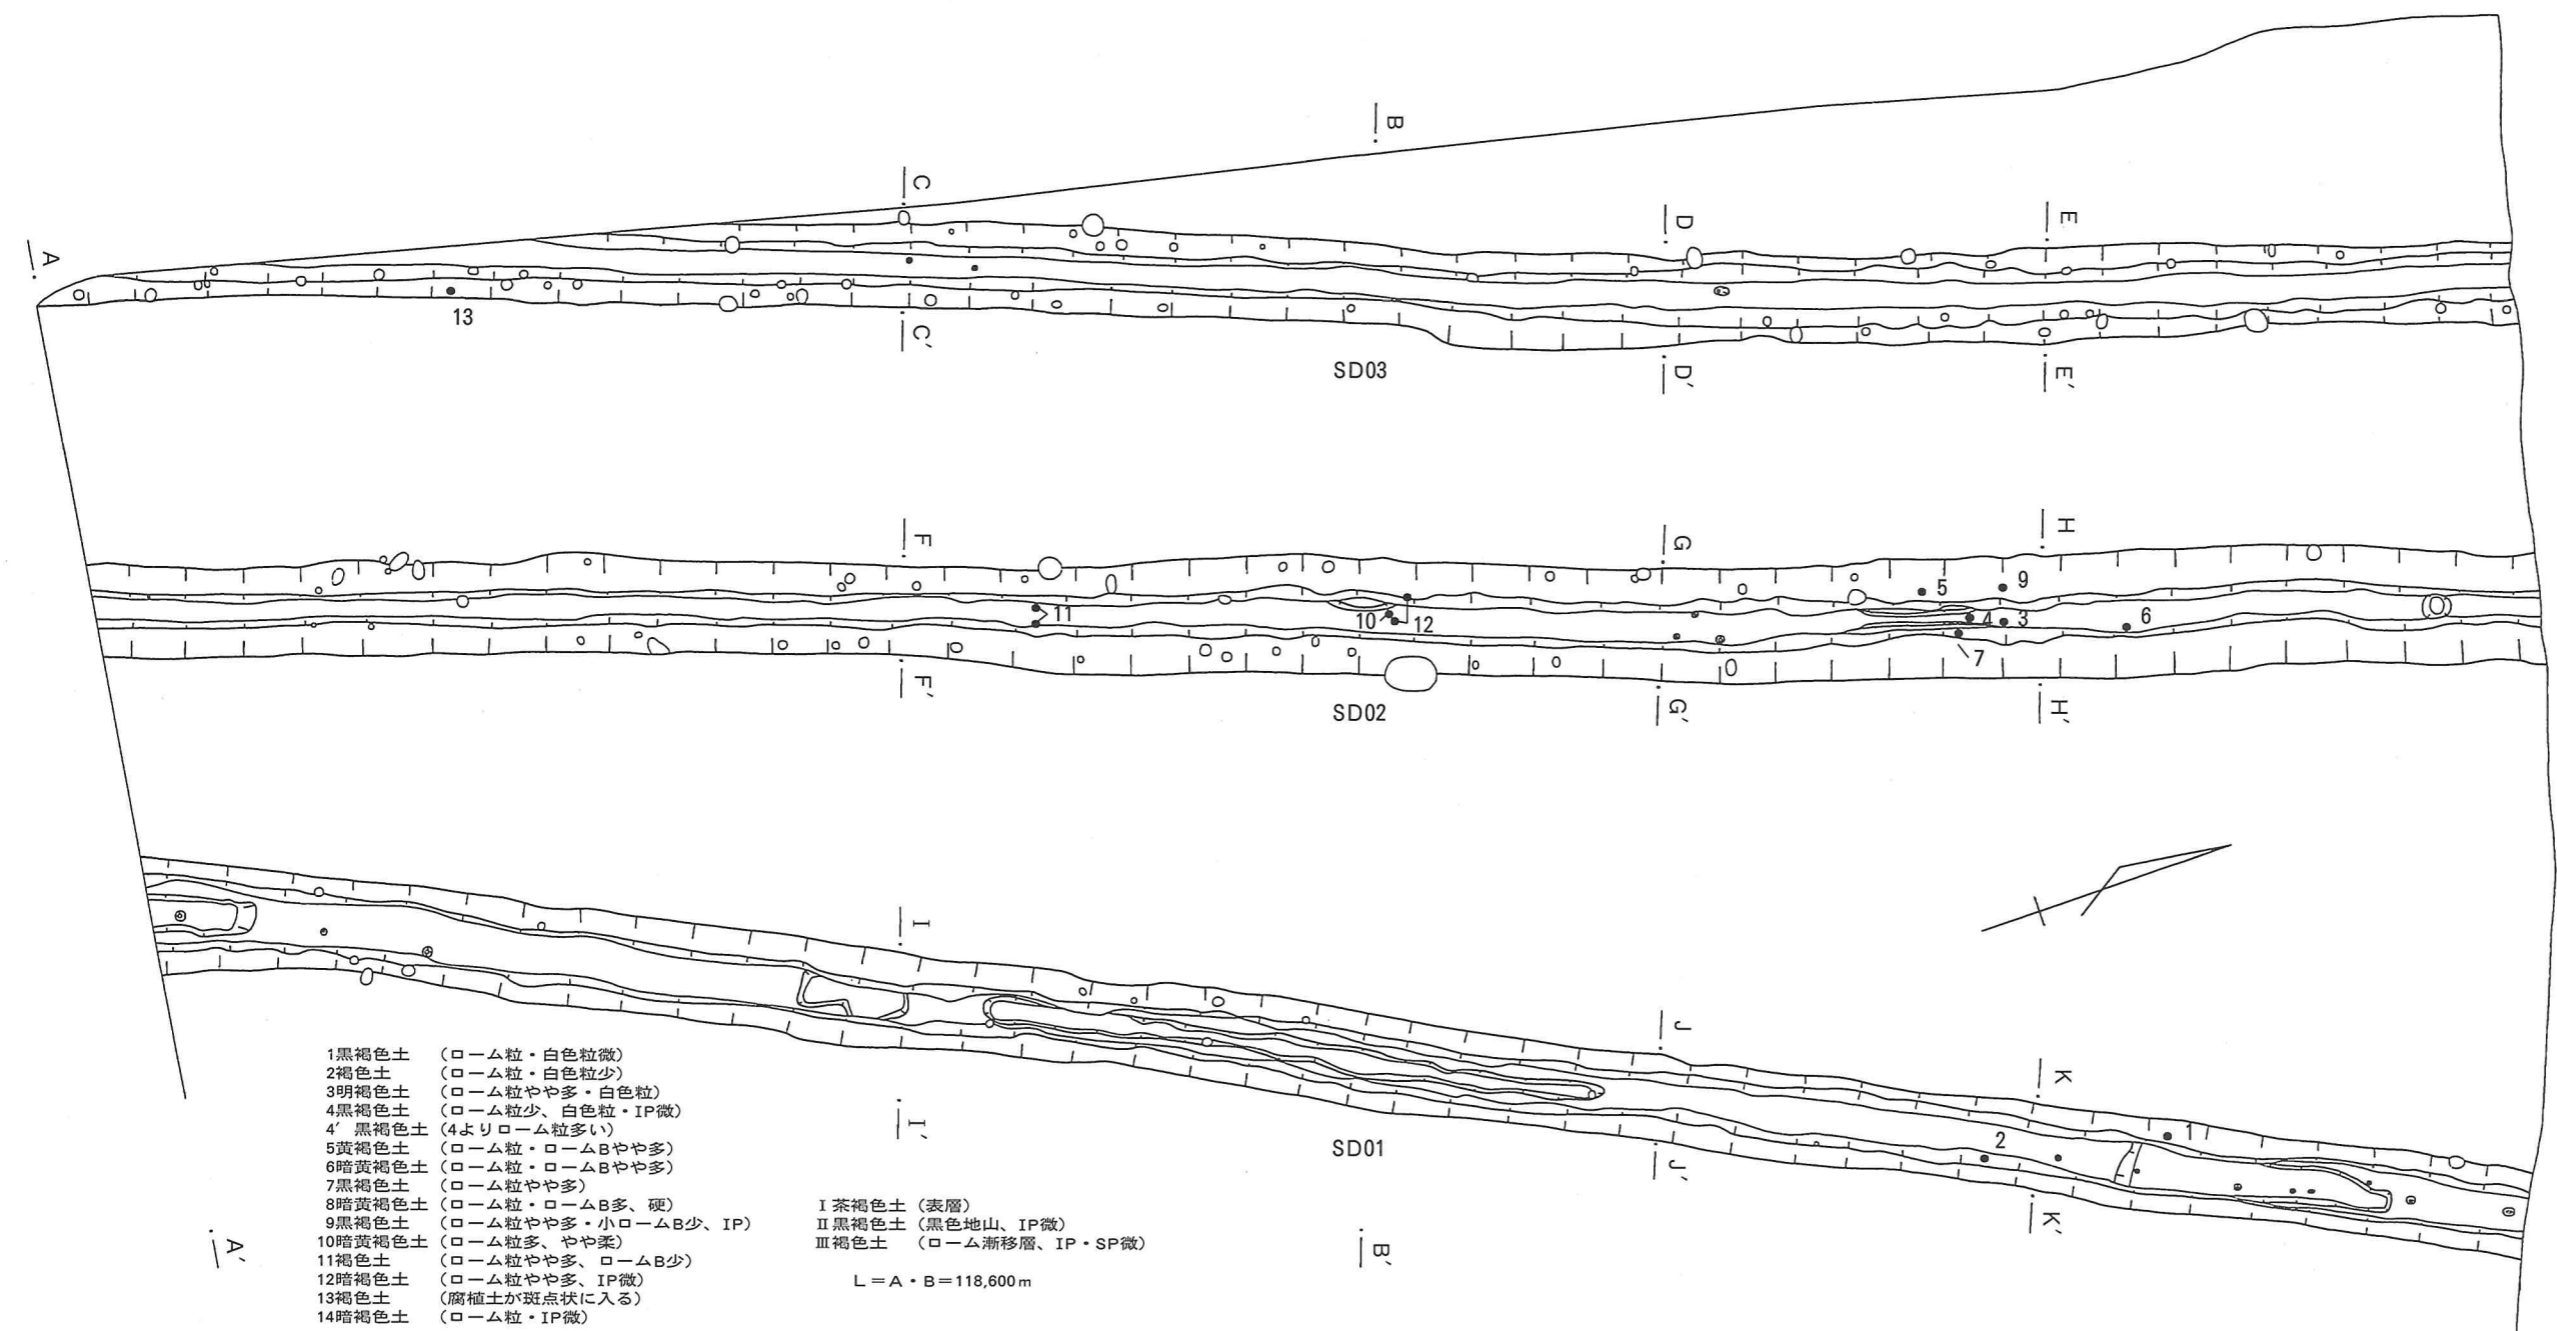 B
C
D
E
A
13
C′
D′
E′
SD03
F
G
H
5
9
11
10
12
4
3
6
7
F′
G′
H′
SD02
I
J
K
1
2
I′
J′
K′
SD01
A′
B′
1黒褐色土 (ローム粒・白色粒微)
2褐色土 (ローム粒・白色粒少)
3明褐色土 (ローム粒やや多・白色粒)
4黒褐色土 (ローム粒少、白色粒・IP微)
4′ 黒褐色土 (4よりローム粒多い)
5黄褐色土 (ローム粒・ロームBやや多)
6暗黄褐色土 (ローム粒・ロームBやや多)
7黒褐色土 (ローム粒やや多)
8暗黄褐色土 (ローム粒・ロームB多、硬)
9黒褐色土 (ローム粒やや多・小ロームB少、IP)
10暗黄褐色土 (ローム粒多、やや柔)
11褐色土 (ローム粒やや多、ロームB少)
12暗褐色土 (ローム粒やや多、IP微)
13褐色土 (腐植土が斑点状に入る)
14暗褐色土 (ローム粒・IP微)
Ⅰ茶褐色土 (表層)
Ⅱ黒褐色土 (黒色地山、IP微)
Ⅲ褐色土 (ローム漸移層、IP・SP微)
L=A・B=118,600m